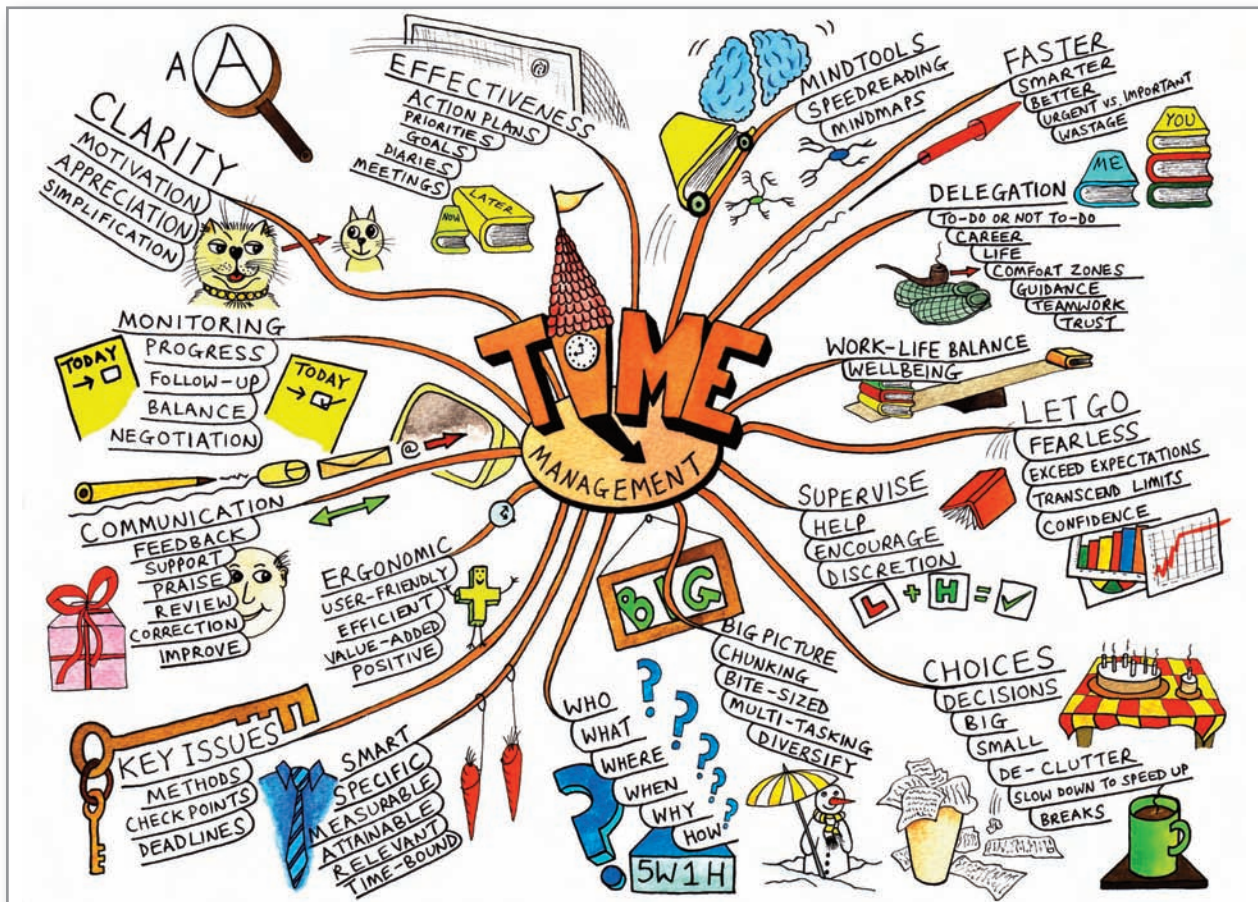 TIME
MANAGEMENT
A
A
CLARITY
MOTIVATION
APPRECIATION
SIMPLIFICATION
EFFECTIVENESS
ACTION PLANS
PRIORITIES
GOALS
DIARIES
MEETINGS
@
NOW
LATER
MINDTOOLS
SPEEDREADING
MINDMAPS
FASTER
SMARTER
BETTER
URGENT VS. IMPORTANT
WASTAGE
YOU
ME
DELEGATION
TO-DO OR NOT TO-DO
CAREER
LIFE
COMFORT ZONES
GUIDANCE
TEAMWORK
TRUST
WORK-LIFE BALANCE
WELLBEING
LET GO
FEARLESS
EXCEED EXPECTATIONS
TRANSCEND LIMITS
CONFIDENCE
SUPERVISE
HELP
ENCOURAGE
DISCRETION
L + H =
CHOICES
DECISIONS
BIG
SMALL
DE-CLUTTER
SLOW DOWN TO SPEED UP
BREAKS
BIG
BIG PICTURE
CHUNKING
BITE-SIZED
MULTI-TASKING
DIVERSIFY
WHO
WHAT
WHERE
WHEN
WHY
HOW
? ? ? ? ? ? ?
5W1H
SMART
SPECIFIC
MEASURABLE
ATTAINABLE
RELEVANT
TIME-BOUND
KEY ISSUES
METHODS
CHECKPOINTS
DEADLINES
ERGONOMIC
USER-FRIENDLY
EFFICIENT
VALUE-ADDED
POSITIVE
COMMUNICATION
FEEDBACK
SUPPORT
PRAISE
REVIEW
CORRECTION
IMPROVE
@
MONITORING
PROGRESS
FOLLOW-UP
BALANCE
NEGOTIATION
TODAY
TODAY